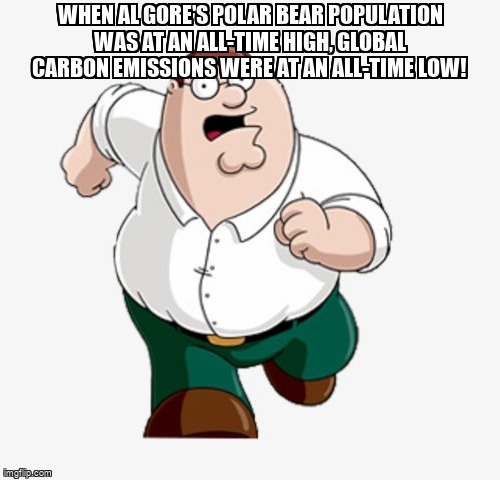 WHEN AL GORE'S POLAR BEAR POPULATION
WAS AT AN ALL-TIME HIGH, GLOBAL
CARBON EMISSIONS WERE AT AN ALL-TIME LOW!
imgflip.com